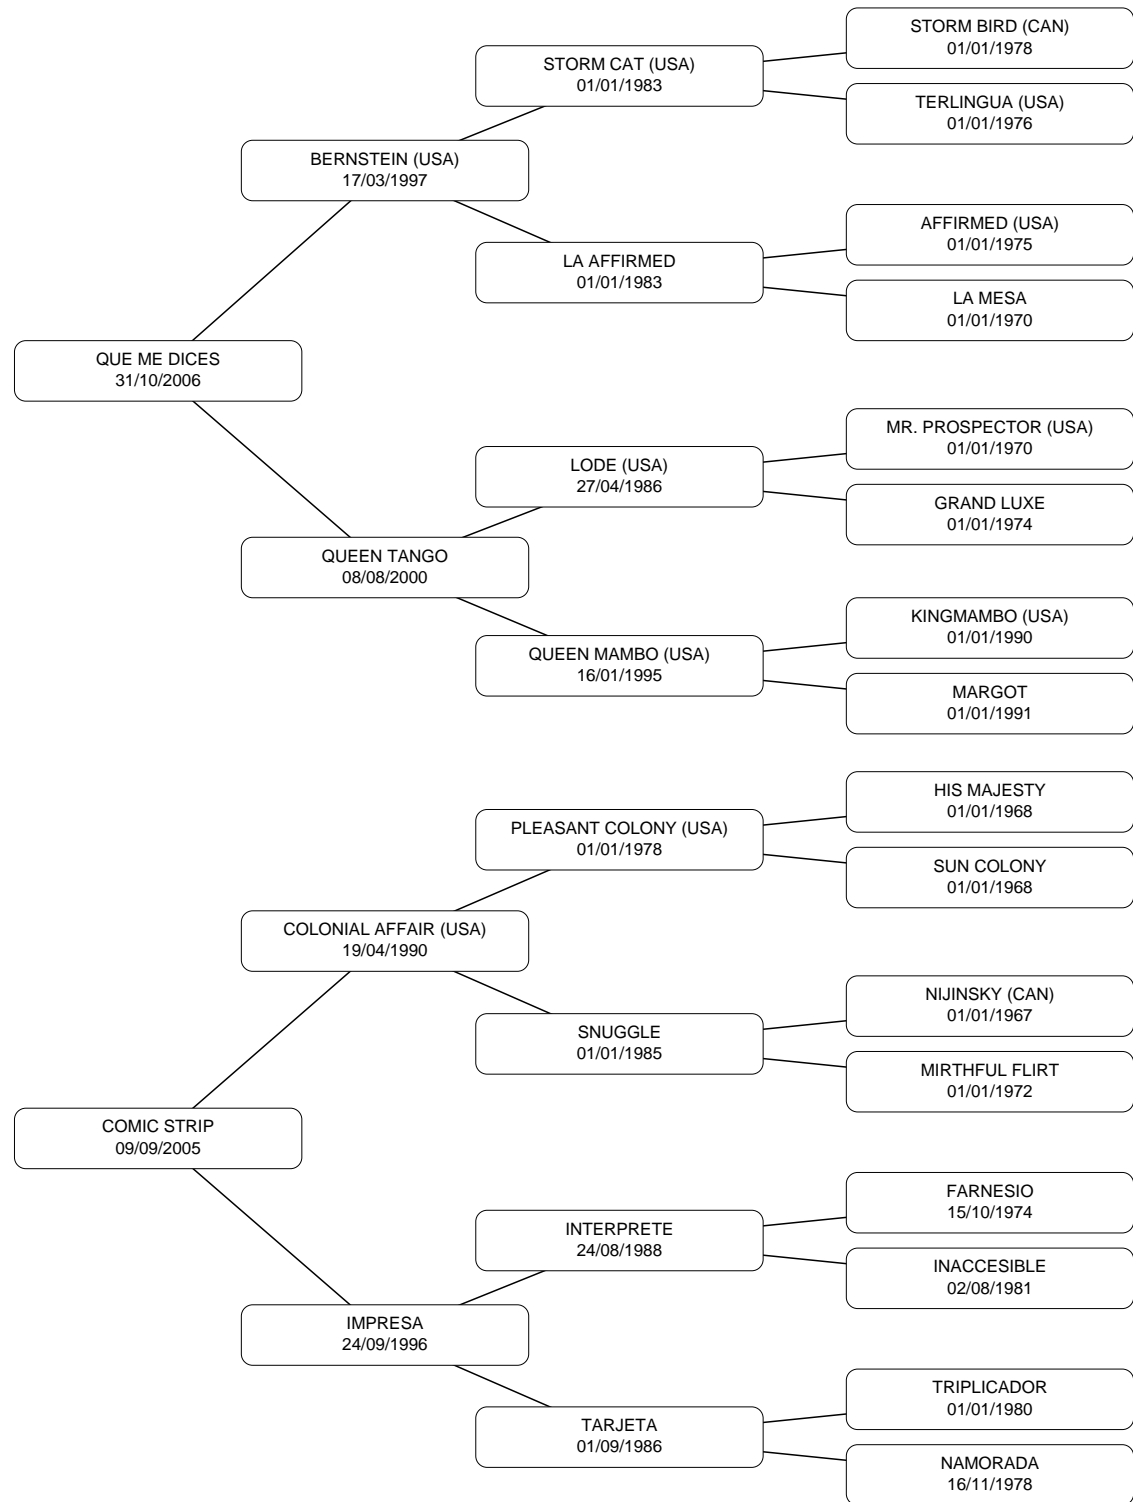 STORM BIRD (CAN)
01/01/1978
STORM CAT (USA)
01/01/1983
TERLINGUA (USA)
01/01/1976
BERNSTEIN (USA)
17/03/1997
AFFIRMED (USA)
01/01/1975
LA AFFIRMED
01/01/1983
LA MESA
01/01/1970
QUE ME DICES
31/10/2006
MR. PROSPECTOR (USA)
01/01/1970
LODE (USA)
27/04/1986
GRAND LUXE
01/01/1974
QUEEN TANGO
08/08/2000
KINGMAMBO (USA)
01/01/1990
QUEEN MAMBO (USA)
16/01/1995
MARGOT
01/01/1991
HIS MAJESTY
01/01/1968
PLEASANT COLONY (USA)
01/01/1978
SUN COLONY
01/01/1968
COLONIAL AFFAIR (USA)
19/04/1990
NIJINSKY (CAN)
01/01/1967
SNUGGLE
01/01/1985
MIRTHFUL FLIRT
01/01/1972
COMIC STRIP
09/09/2005
FARNESIO
15/10/1974
INTERPRETE
24/08/1988
INACCESIBLE
02/08/1981
IMPRESA
24/09/1996
TRIPLICADOR
01/01/1980
TARJETA
01/09/1986
NAMORADA
16/11/1978